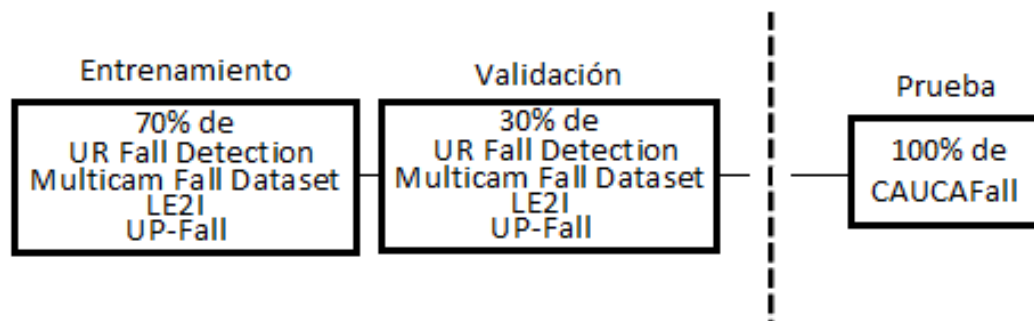 Entrenamiento
70% de
UR Fall Detection
Multicam Fall Dataset
LE2I
UP-Fall
Validación
30% de
UR Fall Detection
Multicam Fall Dataset
LE2I
UP-Fall
Prueba
100% de
CAUCAFall